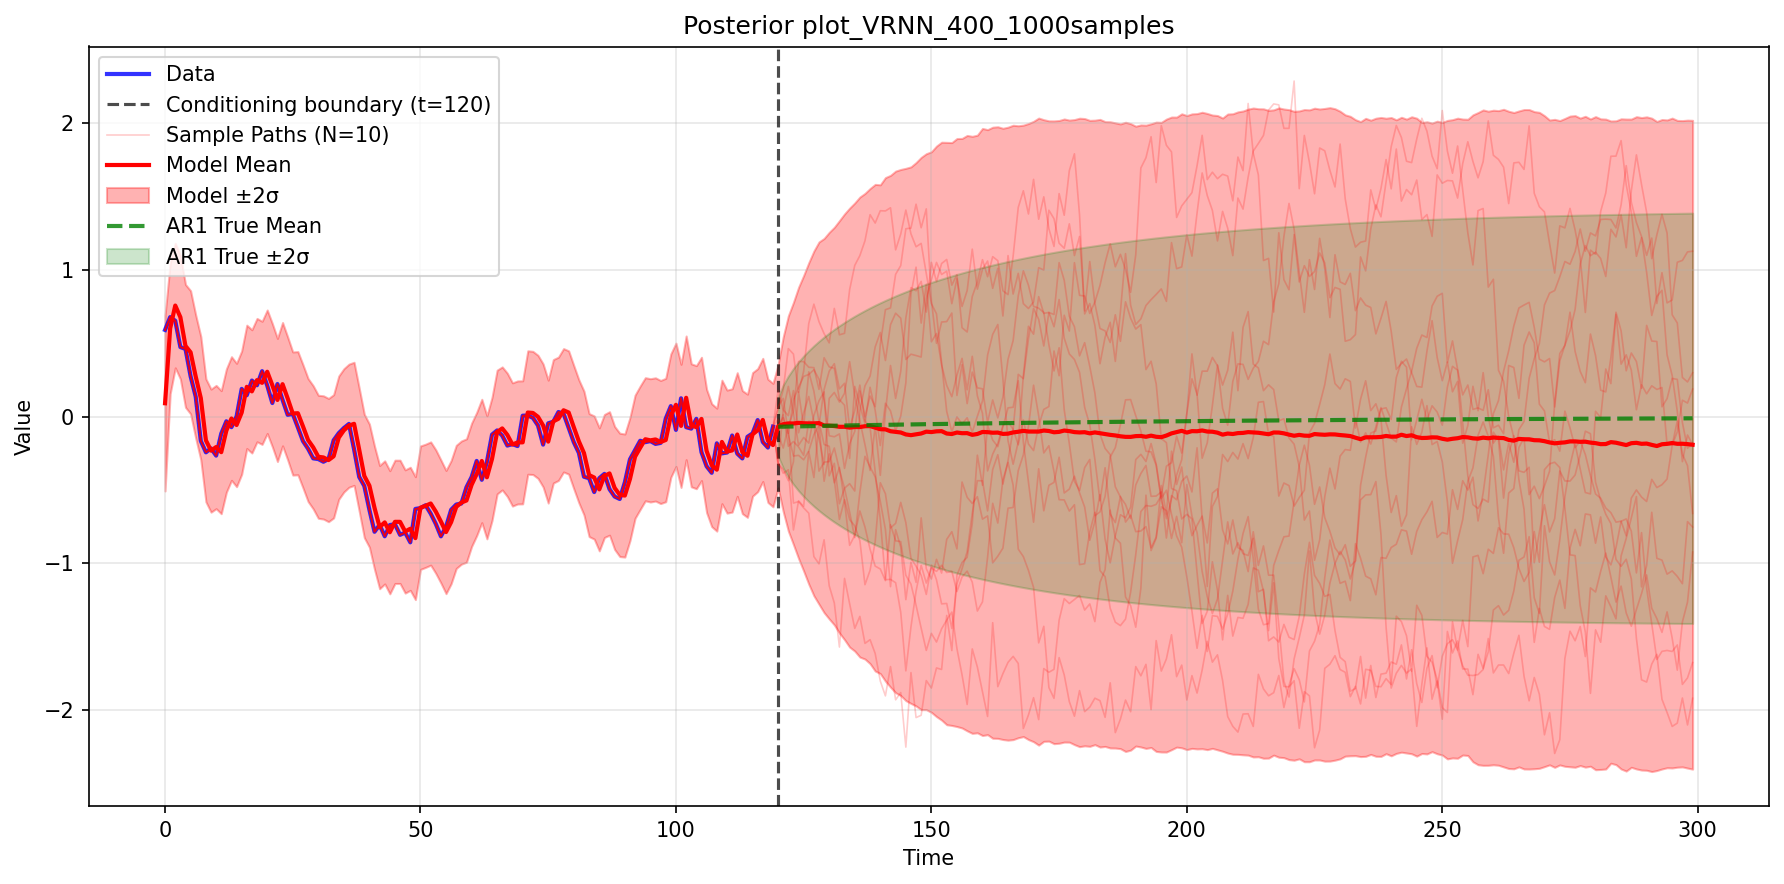 Posterior plot_VRNN_400_1000samples
Data
Conditioning boundary (t=120)
Sample Paths (N=10)
Model Mean
Model ±2σ
AR1 True Mean
AR1 True ±2σ
Value
2
1
0
−1
−2
0 50 100 150 200 250 300
Time